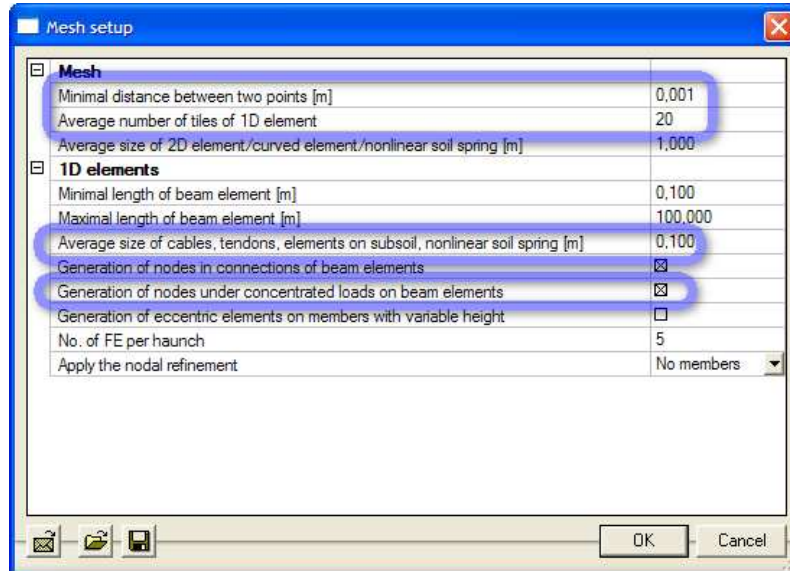 Mesh setup
Mesh
Minimal distance between two points [m] 0,001
Average number of tiles of 1D element 20
Average size of 2D element/curved element/nonlinear soil spring [m] 1,000
1D elements
Minimal length of beam element [m] 0,100
Maximal length of beam element [m] 100,000
Average size of cables, tendons, elements on subsoil, nonlinear soil spring [m] 0,100
Generation of nodes in connections of beam elements
Generation of nodes under concentrated loads on beam elements
Generation of eccentric elements on members with variable height
No. of FE per haunch 5
Apply the nodal refinement No members
OK Cancel